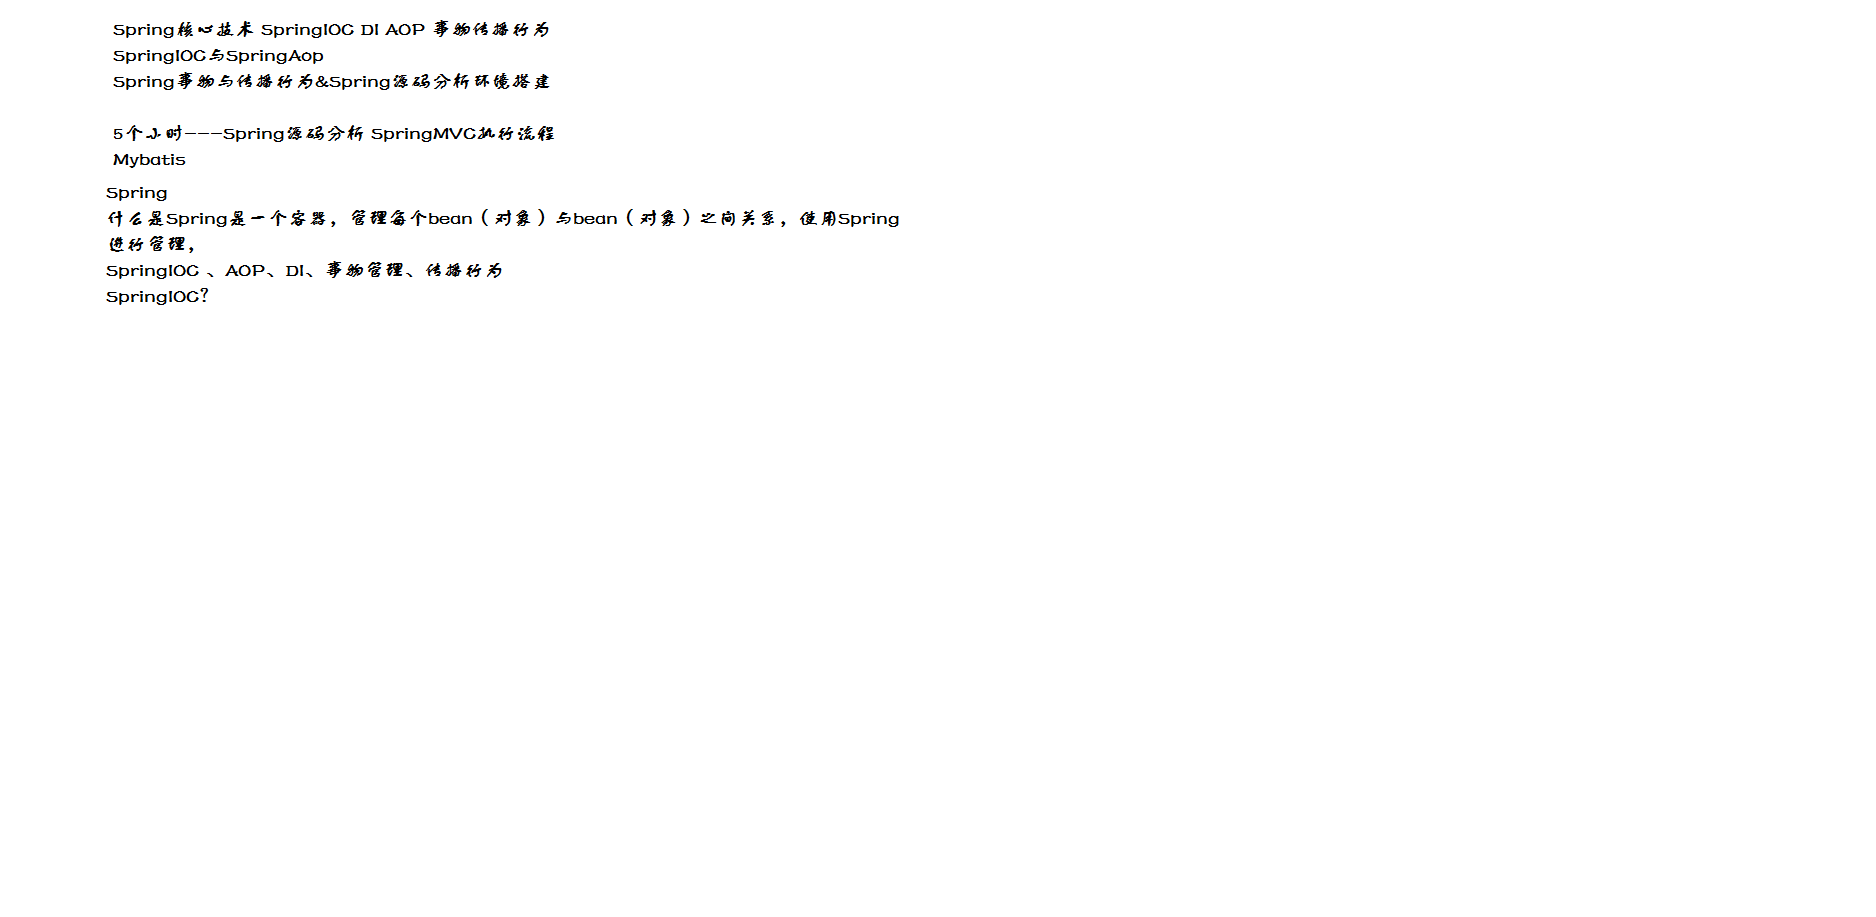 Spring核心技术 SpringIOC DI AOP 事物传播行为
SpringIOC与SpringAop
Spring事物与传播行为&Spring源码分析环境搭建
5个小时---Spring源码分析 SpringMVC执行流程
Mybatis
Spring
什么是Spring是一个容器，管理每个bean（对象）与bean（对象）之间关系，使用Spring
进行管理，
SpringIOC 、AOP、DI、事物管理、传播行为
SpringIOC？